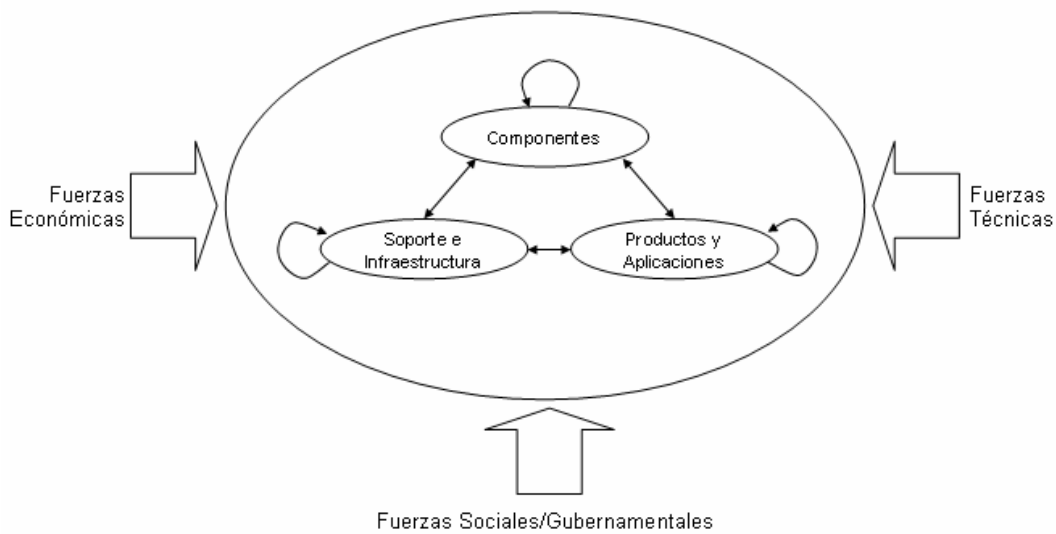 Componentes
Fuerzas
Económicas
Soporte e
Infraestructura
Productos y
Aplicaciones
Fuerzas
Técnicas
Fuerzas Sociales/Gubernamentales